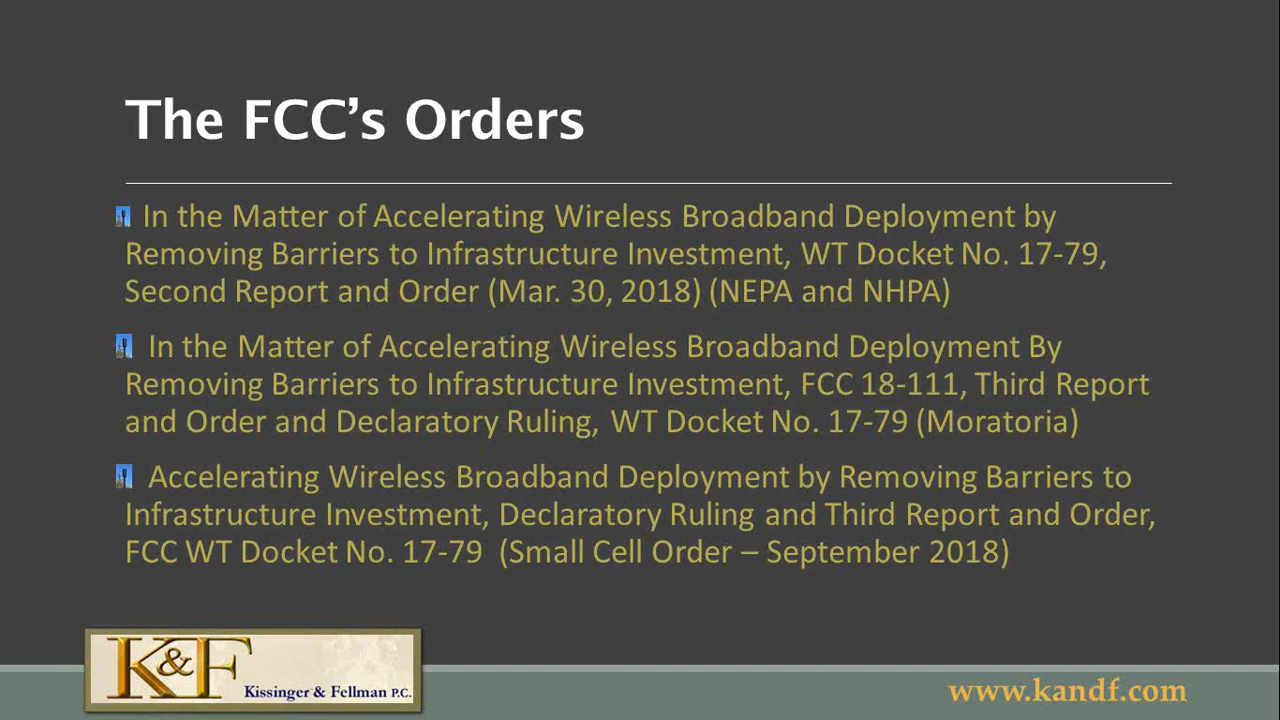 The FCC’s Orders
In the Matter of Accelerating Wireless Broadband Deployment by
Removing Barriers to Infrastructure Investment, WT Docket No. 17-79,
Second Report and Order (Mar. 30, 2018) (NEPA and NHPA)
In the Matter of Accelerating Wireless Broadband Deployment By
Removing Barriers to Infrastructure Investment, FCC 18-111, Third Report
and Order and Declaratory Ruling, WT Docket No. 17-79 (Moratoria)
Accelerating Wireless Broadband Deployment by Removing Barriers to
Infrastructure Investment, Declaratory Ruling and Third Report and Order,
FCC WT Docket No. 17-79 (Small Cell Order – September 2018)
K&F
Kissinger & Fellman P.C.
www.kandf.com